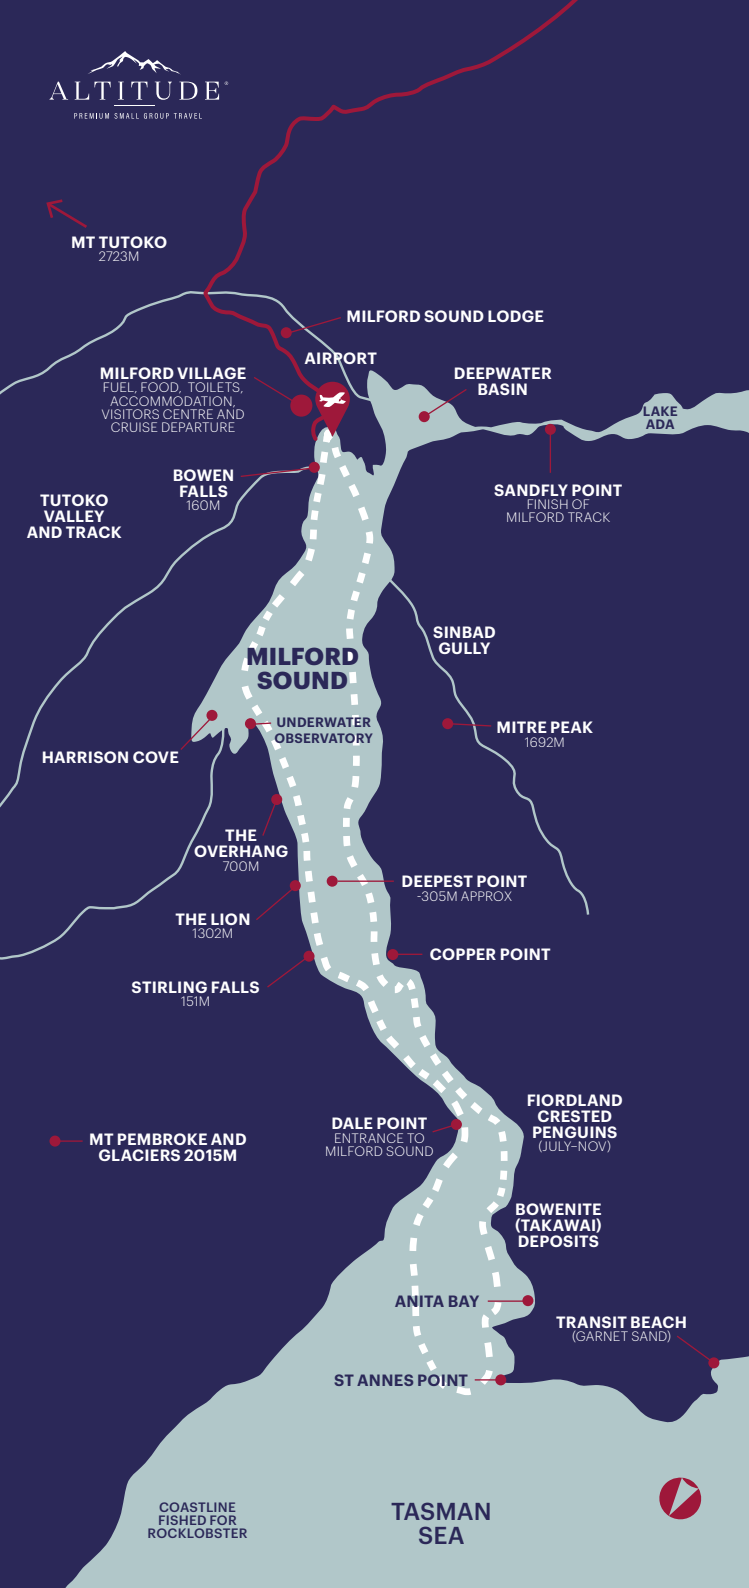 ALTITUDE®
PREMIUM SMALL GROUP TRAVEL
MT TUTOKO
2723M
MILFORD SOUND LODGE
AIRPORT
MILFORD VILLAGE
FUEL, FOOD, TOILETS,
ACCOMMODATION,
VISITORS CENTRE AND
CRUISE DEPARTURE
DEEPWATER
BASIN
LAKE
ADA
BOWEN
FALLS
160M
SANDFLY POINT
FINISH OF
MILFORD TRACK
TUTOKO
VALLEY
AND TRACK
SINBAD
GULLY
MILFORD
SOUND
UNDERWATER
OBSERVATORY
MITRE PEAK
1692M
HARRISON COVE
THE
OVERHANG
700M
DEEPEST POINT
-305M APPROX
THE LION
1302M
COPPER POINT
STIRLING FALLS
151M
FIORDLAND
CRESTED
PENGUINS
(JULY–NOV)
DALE POINT
ENTRANCE TO
MILFORD SOUND
MT PEMBROKE AND
GLACIERS 2015M
BOWENITE
(TAKAWAI)
DEPOSITS
ANITA BAY
TRANSIT BEACH
(GARNET SAND)
ST ANNES POINT
COASTLINE
FISHED FOR
ROCKLOBSTER
TASMAN
SEA